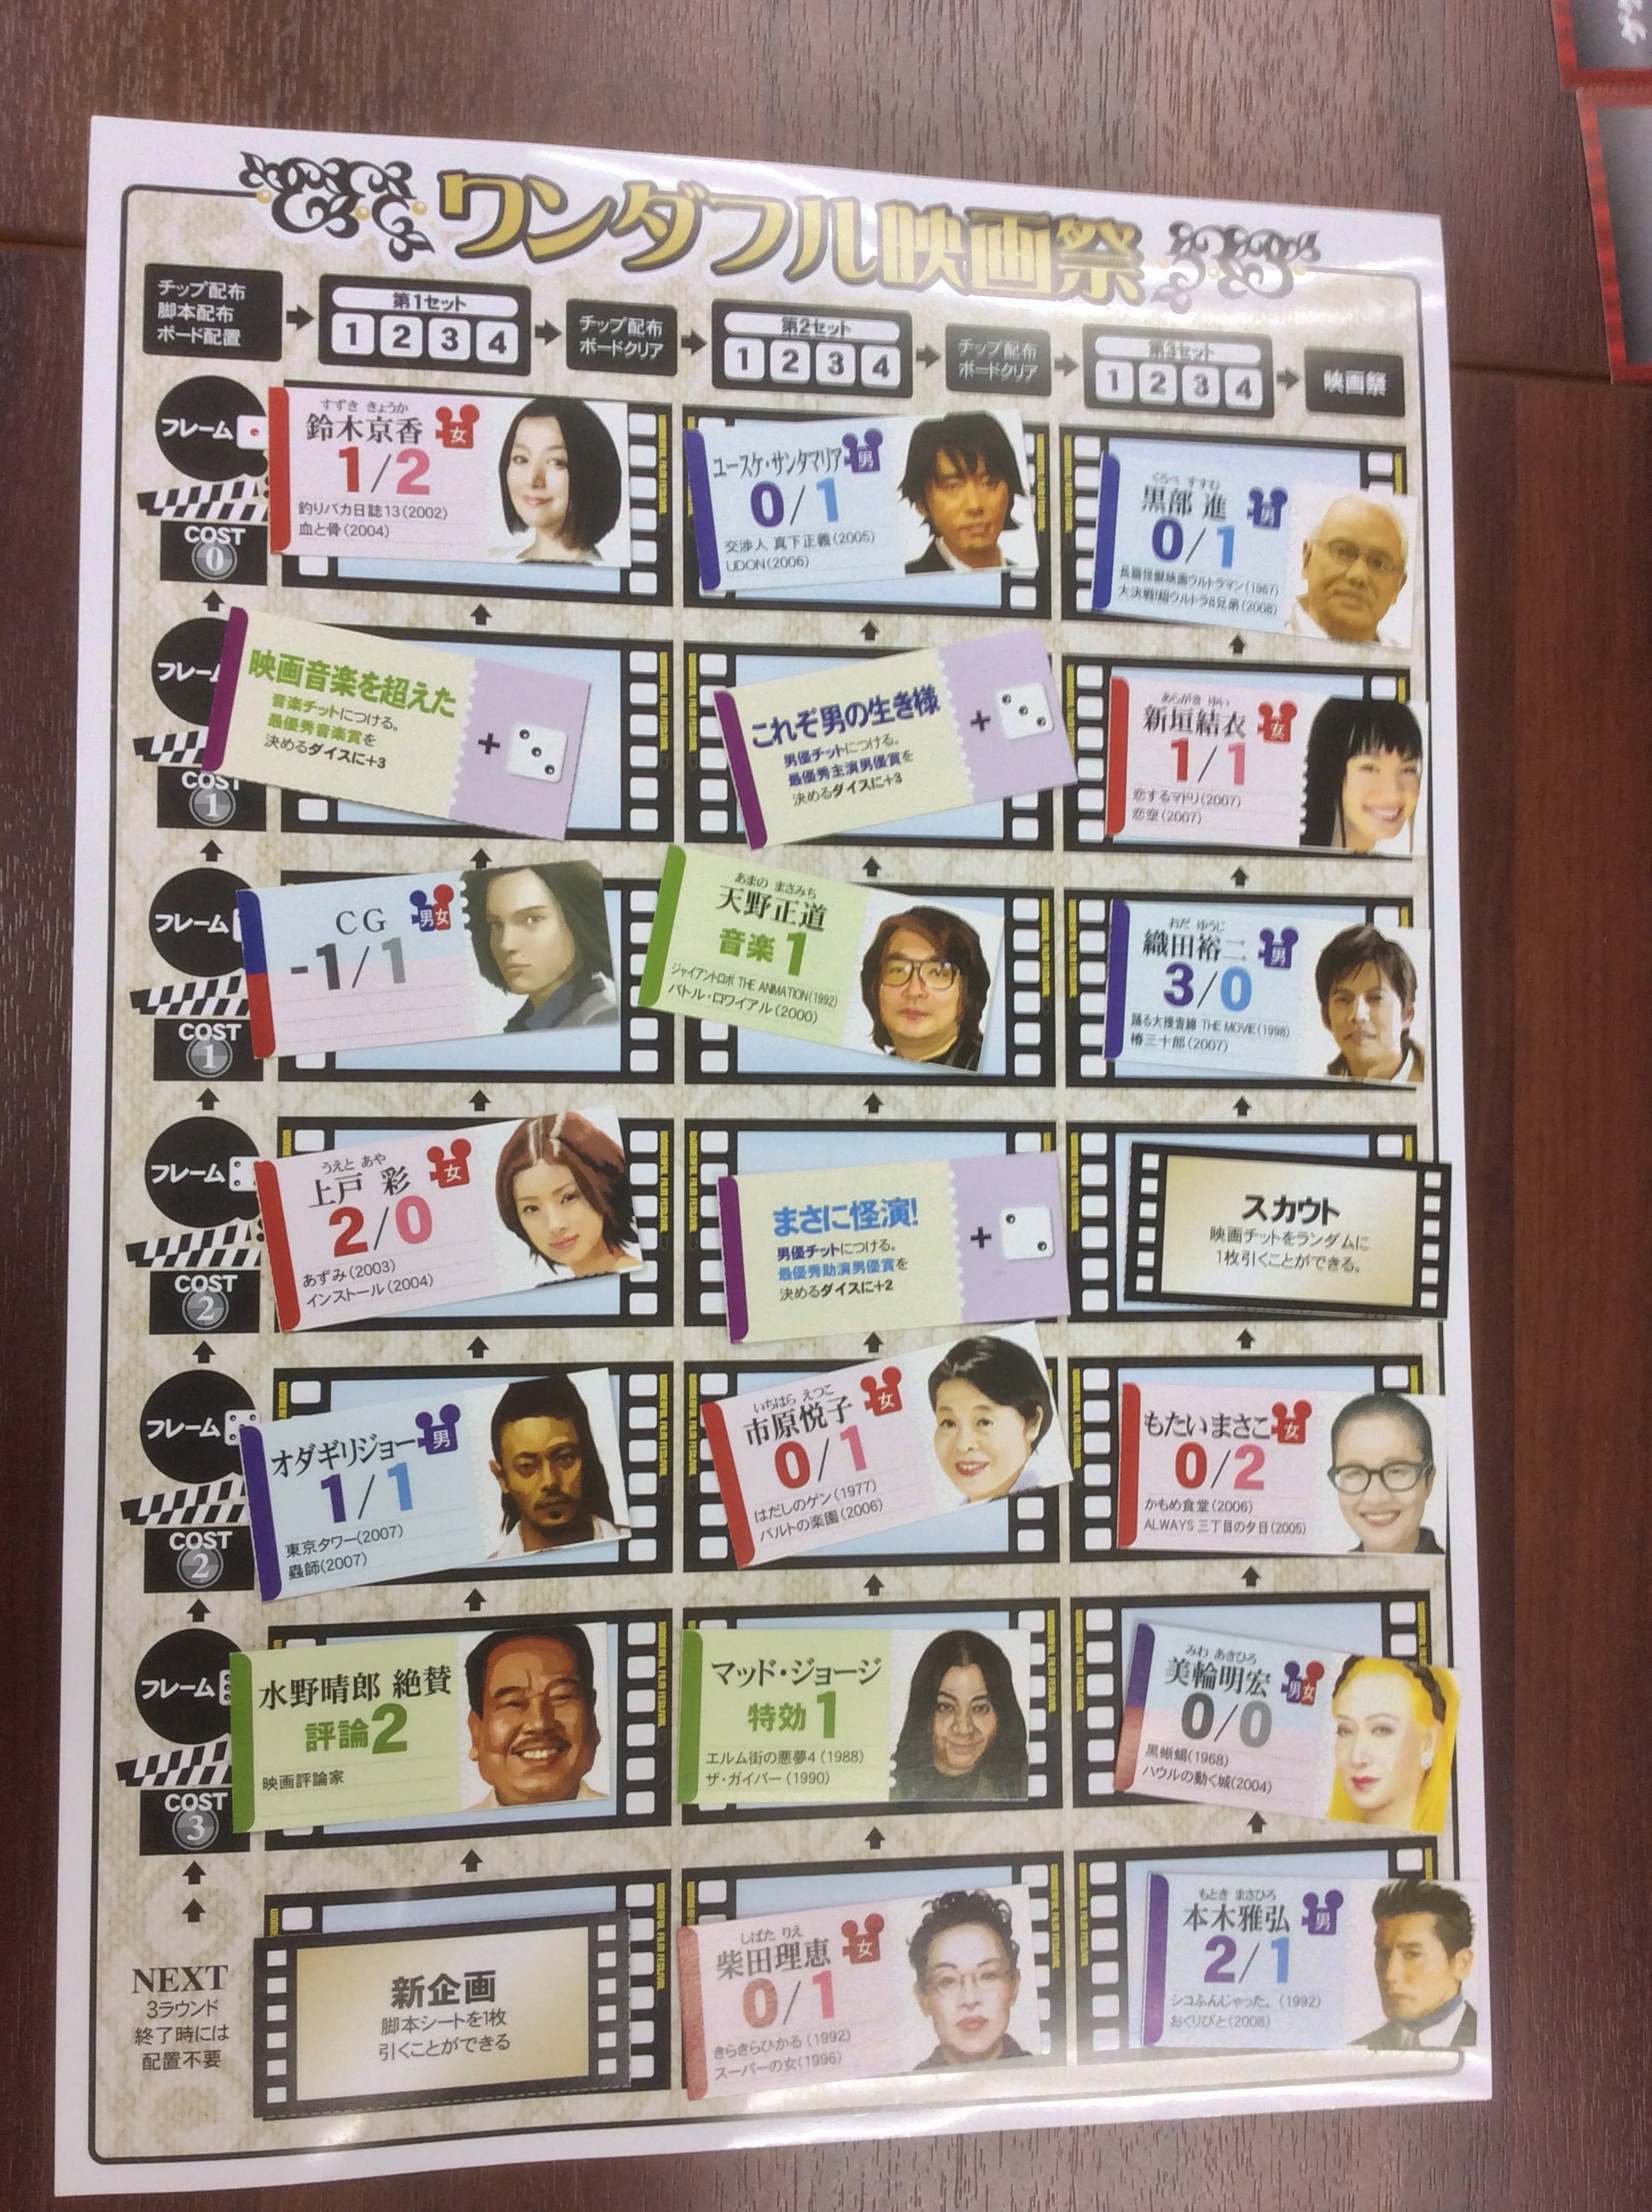 ワンダフル映画祭
チップ配布
脚本配布
ボード配置
第1セット
1 2 3 4
チップ配布
ボードクリア
第2セット
1 2 3 4
チップ配布
ボードクリア
第3セット
1 2 3 4
映画祭
フレーム
COST
0
すずき きょうか
鈴木京香
女
1/2
釣りバカ日誌13(2002)
血と骨(2004)
ユースケ・サンタマリア
男
0/1
交渉人 真下正義(2005)
UDON(2006)
くろべ すすむ
黒部 進
男
0/1
長篇怪獣映画ウルトラマン(1967)
大決戦!超ウルトラ8兄弟(2008)
フレーム
COST
1
映画音楽を超えた
音楽チットにつける。
最優秀音楽賞を
決めるダイスに+3
+
これぞ男の生き様
男優チットにつける。
最優秀主演男優賞を
決めるダイスに+3
+
あらがき ゆい
新垣結衣
女
1/1
恋するマドリ(2007)
恋空(2007)
フレーム
COST
1
CG
男女
-1/1
あまの まさみち
天野正道
音楽1
ジャイアントロボ THE ANIMATION(1992)
バトル・ロワイアル(2000)
おだ ゆうじ
織田裕二
男
3/0
踊る大捜査線 THE MOVIE(1998)
椿三十郎(2007)
フレーム
COST
2
うえと あや
上戸 彩
女
2/0
あずみ(2003)
インストール(2004)
まさに怪演!
男優チットにつける。
最優秀助演男優賞を
決めるダイスに+2
+
スカウト
映画チットをランダムに
1枚引くことができる。
フレーム
COST
2
オダギリジョー
男
1/1
東京タワー(2007)
蟲師(2007)
いちはら えつこ
市原悦子
女
0/1
はだしのゲン(1977)
バルトの楽園(2006)
もたいまさこ
女
0/2
かもめ食堂(2006)
ALWAYS 三丁目の夕日(2005)
フレーム
COST
3
水野晴郎 絶賛
評論2
映画評論家
マッド・ジョージ
特効1
エルム街の悪夢4(1988)
ザ・ガイバー(1990)
みわ あきひろ
美輪明宏
男女
0/0
黒蜥蜴(1968)
ハウルの動く城(2004)
NEXT
3ラウンド
終了時には
配置不要
新企画
脚本シートを1枚
引くことができる
しばた りえ
柴田理恵
女
0/1
きらきらひかる(1992)
スーパーの女(1996)
もとき まさひろ
本木雅弘
男
2/1
シコふんじゃった。(1992)
おくりびと(2008)